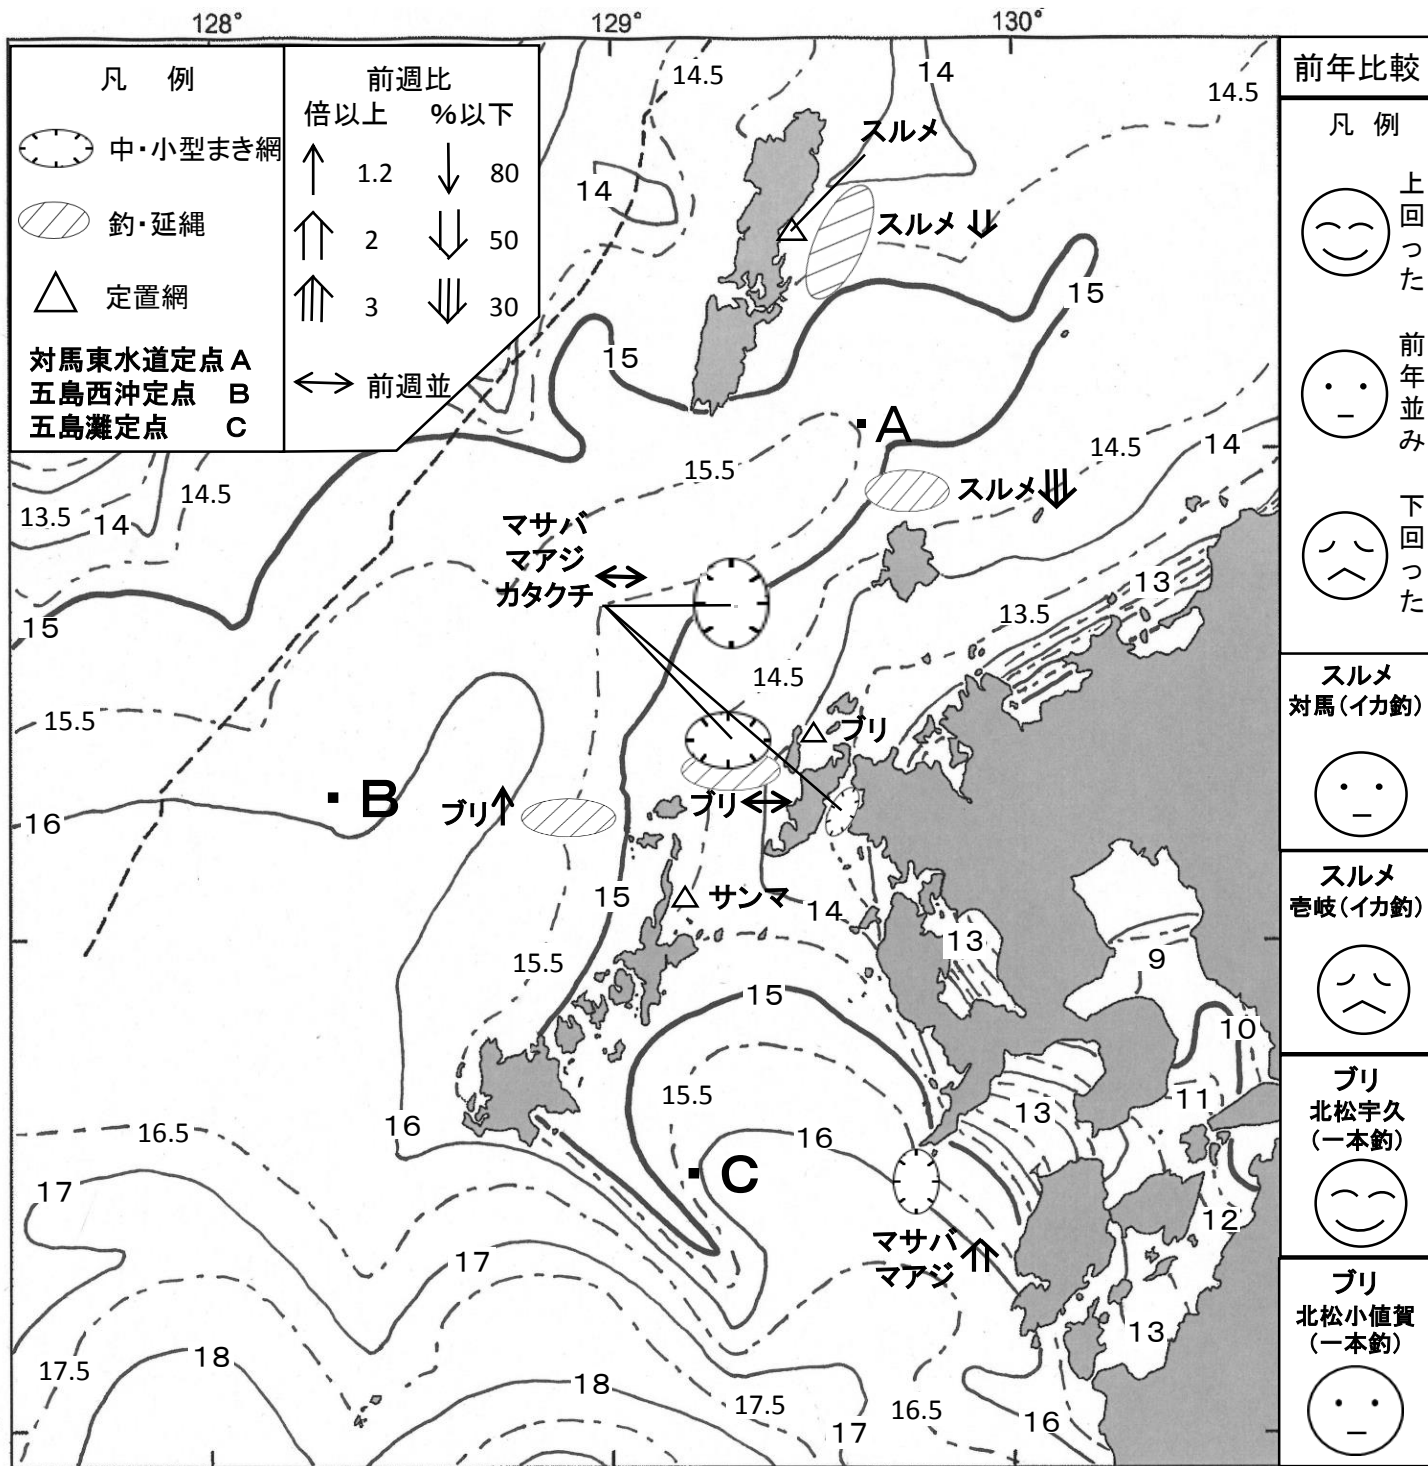 128°
129°
130°
凡 例
中・小型まき網
釣・延縄
定置網
対馬東水道定点 A
五島西沖定点 B
五島灘定点 C
前週比
倍以上 %以下
1.2 80
2 50
3 30
前週並
前年比較
凡 例
上回った
前年並み
下回った
スルメ
対馬(イカ釣)
スルメ
壱岐(イカ釣)
ブリ
北松宇久
(一本釣)
ブリ
北松小値賀
(一本釣)
14.5
14
14.5
スルメ
14
スルメ
15
15
A
15.5
14.5
14
14.5
13.5
14
スルメ
マサバ
マアジ
カタクチ
13
13.5
15
14.5
15.5
ブリ
B
ブリ
ブリ
16
15
サンマ
14
13
9
15.5
15
10
15.5
11
13
16
16
16.5
C
17
12
マサバ
マアジ
17
13
18
17.5
18
17.5
16.5
17
16